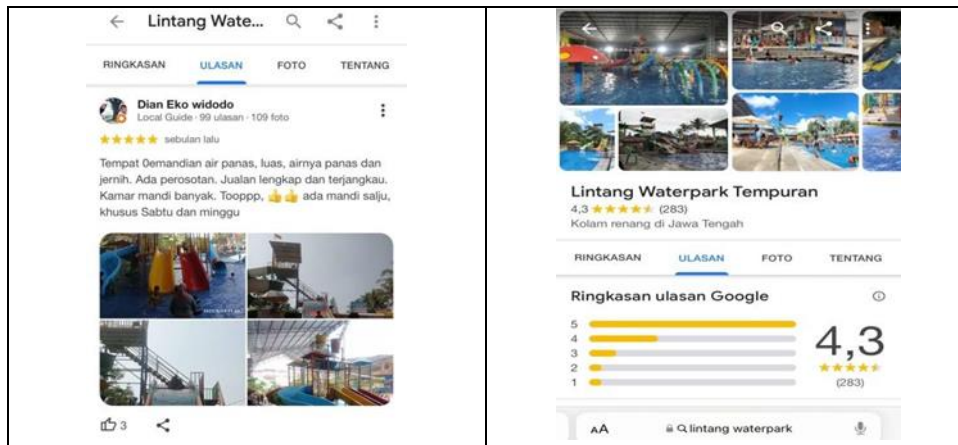 Lintang Wate...
RINGKASAN ULASAN FOTO TENTANG
Dian Eko widodo
Local Guide · 99 ulasan · 109 foto
sebulan lalu
Tempat 0emandian air panas, luas, airnya panas dan
jernih. Ada perosotan. Jualan lengkap dan terjangkau.
Kamar mandi banyak. Tooppp, 👍👍 ada mandi salju,
khusus Sabtu dan minggu
3
Lintang Waterpark Tempuran
4,3 ★★★★★ (283)
Kolam renang di Jawa Tengah
RINGKASAN ULASAN FOTO TENTANG
Ringkasan ulasan Google
5
4
3
2
1
4,3
(283)
AA lintang waterpark